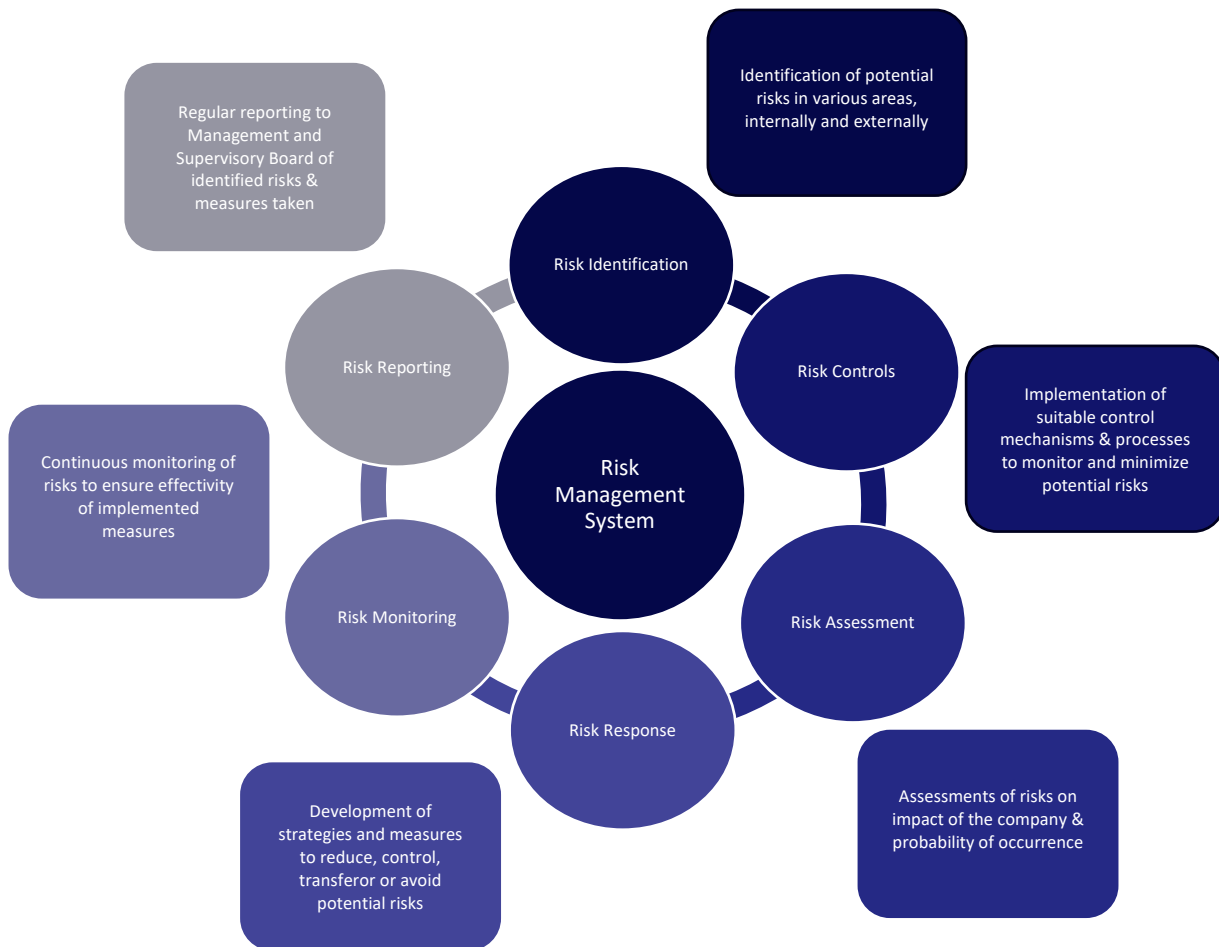 Identification of potential
risks in various areas,
internally and externally
Regular reporting to
Management and
Supervisory Board of
identified risks &
measures taken
Risk Identification
Risk Reporting
Risk Controls
Implementation of
suitable control
mechanisms & processes
to monitor and minimize
potential risks
Continuous monitoring of
risks to ensure effectivity
of implemented
measures
Risk
Management
System
Risk Monitoring
Risk Assessment
Risk Response
Assessments of risks on
impact of the company &
probability of occurrence
Development of
strategies and measures
to reduce, control,
transferor or avoid
potential risks